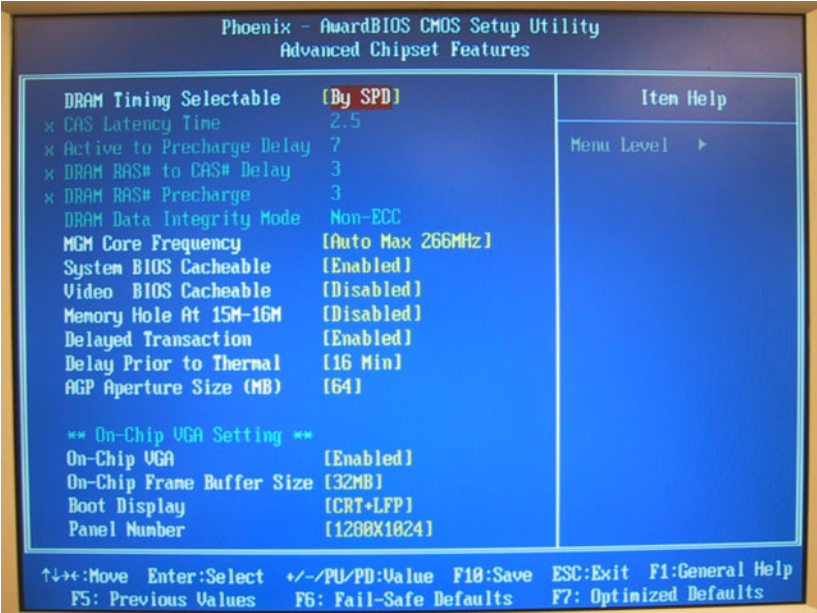 Phoenix - AwardBIOS CMOS Setup Utility
Advanced Chipset Features
DRAM Timing Selectable [By SPD]
x CAS Latency Time 2.5
x Active to Precharge Delay 7
x DRAM RAS# to CAS# Delay 3
x DRAM RAS# Precharge 3
DRAM Data Integrity Mode Non-ECC
MGM Core Frequency [Auto Max 266MHz]
System BIOS Cacheable [Enabled]
Video BIOS Cacheable [Disabled]
Memory Hole At 15M-16M [Disabled]
Delayed Transaction [Enabled]
Delay Prior to Thermal [16 Min]
AGP Aperture Size (MB) [64]
** On-Chip VGA Setting **
On-Chip VGA [Enabled]
On-Chip Frame Buffer Size [32MB]
Boot Display [CRT+LFP]
Panel Number [1280X1024]
Item Help
Menu Level ▸
↑↓→←:Move Enter:Select +/-/PU/PD:Value F10:Save ESC:Exit F1:General Help
F5: Previous Values F6: Fail-Safe Defaults F7: Optimized Defaults